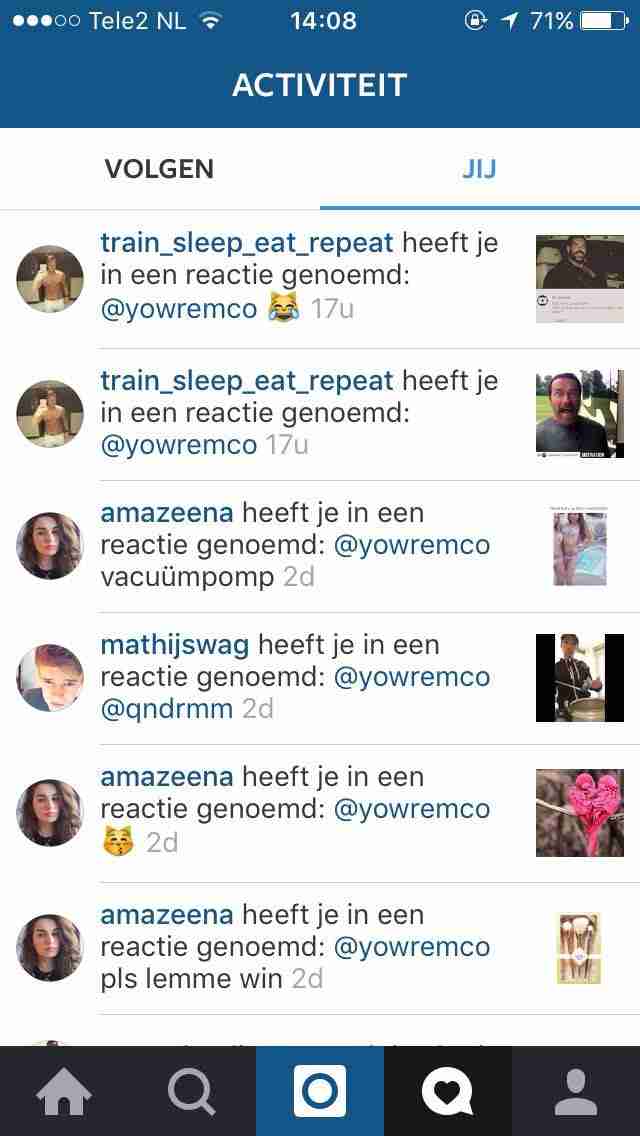 Tele2 NL 14:08 71%
ACTIVITEIT
VOLGEN JIJ
train_sleep_eat_repeat heeft je
in een reactie genoemd:
@yowremco 😹 17u
train_sleep_eat_repeat heeft je
in een reactie genoemd:
@yowremco 17u
amazeena heeft je in een
reactie genoemd: @yowremco
vacuümpomp 2d
mathijswag heeft je in een
reactie genoemd: @yowremco
@qndrmm 2d
amazeena heeft je in een
reactie genoemd: @yowremco
😽 2d
amazeena heeft je in een
reactie genoemd: @yowremco
pls lemme win 2d